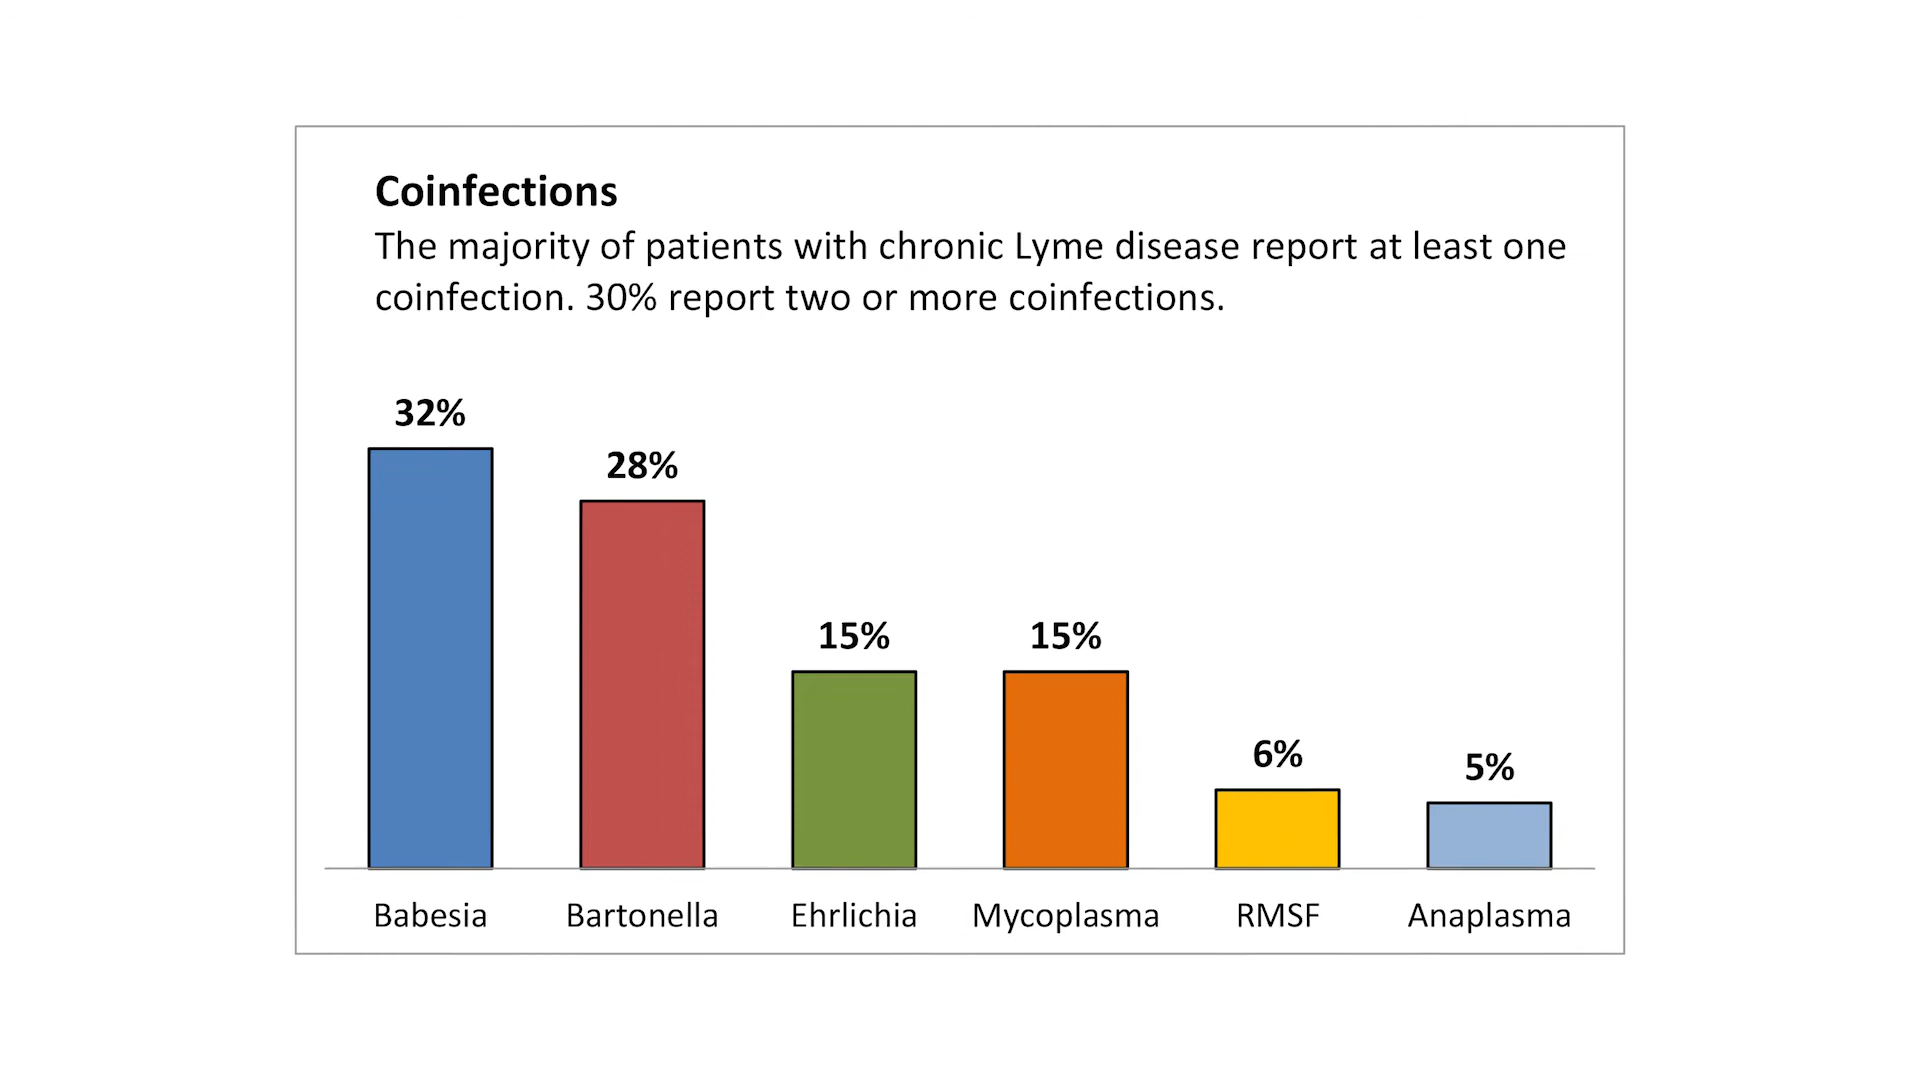 Coinfections
The majority of patients with chronic Lyme disease report at least one
coinfection. 30% report two or more coinfections.
32%
28%
15%
15%
6%
5%
Babesia
Bartonella
Ehrlichia
Mycoplasma
RMSF
Anaplasma